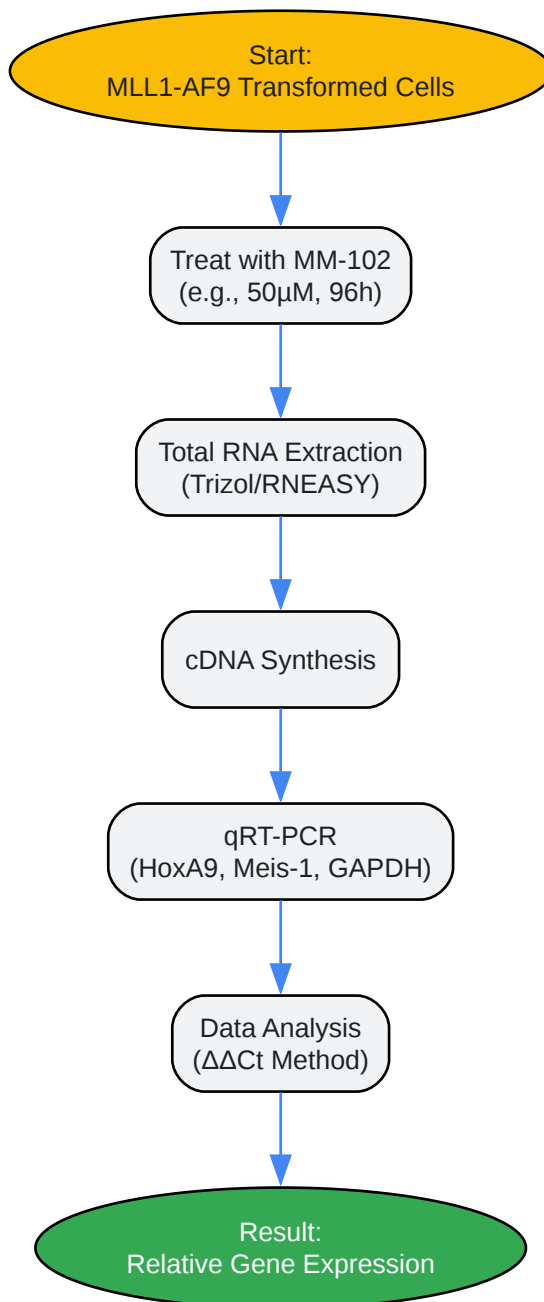 Start:
MLL1-AF9 Transformed Cells
Treat with MM-102
(e.g., 50µM, 96h)
Total RNA Extraction
(Trizol/RNEASY)
cDNA Synthesis
qRT-PCR
(HoxA9, Meis-1, GAPDH)
Data Analysis
(ΔΔCt Method)
Result:
Relative Gene Expression